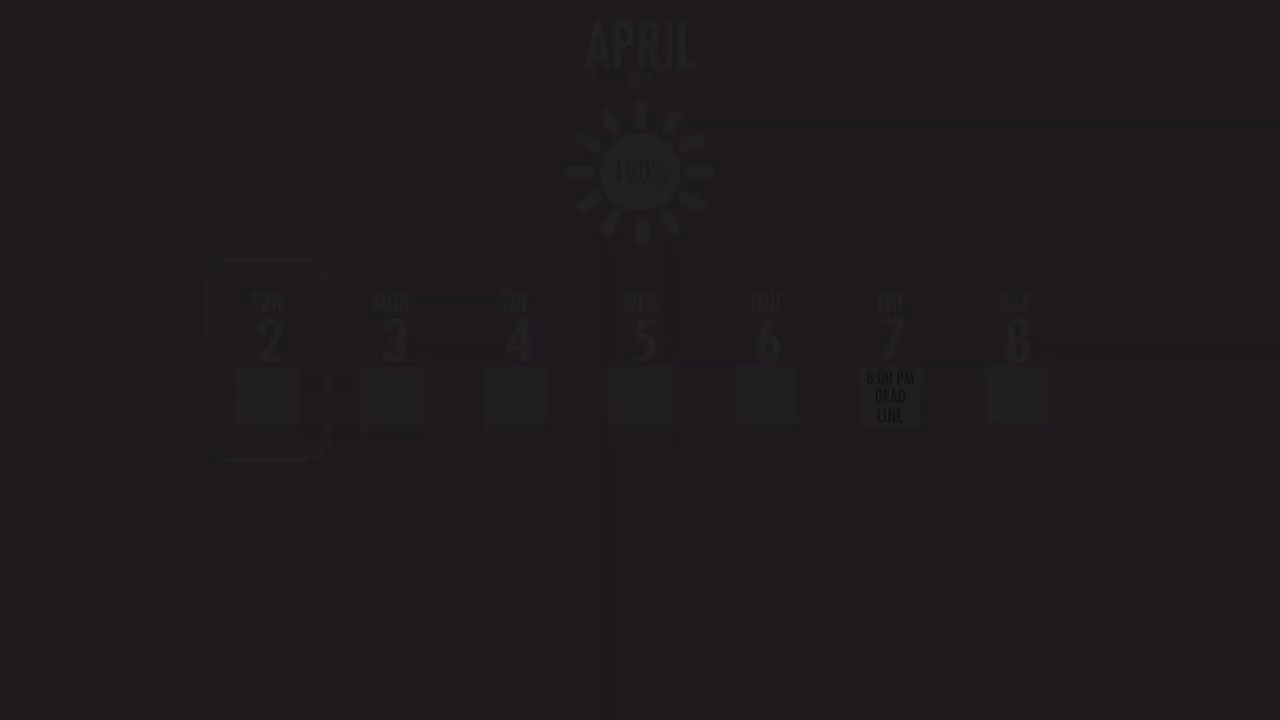 APRIL
100%
SUN MON TUE WED THU FRI SAT
2 3 4 5 6 7 8
6:00 PM
DEAD
LINE